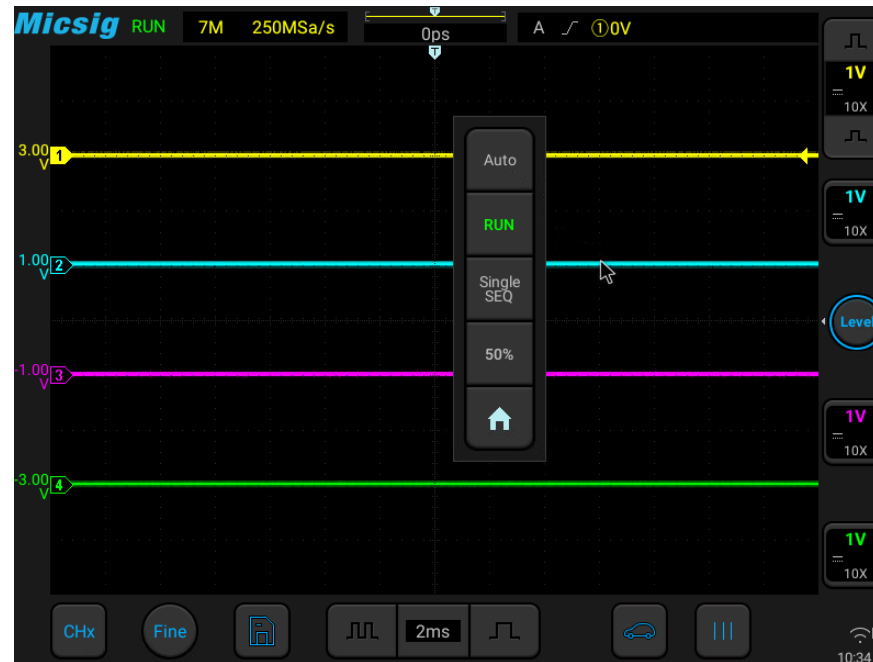 Micsig RUN 7M 250MSa/s 0ps A ①0V
T
T
1V
10X
3.00
V
1
Auto
RUN
1V
10X
1.00
V
2
Single
SEQ
Level
50%
-1.00
V
3
1V
10X
-3.00
V
4
1V
10X
CHx Fine 2ms
10:34